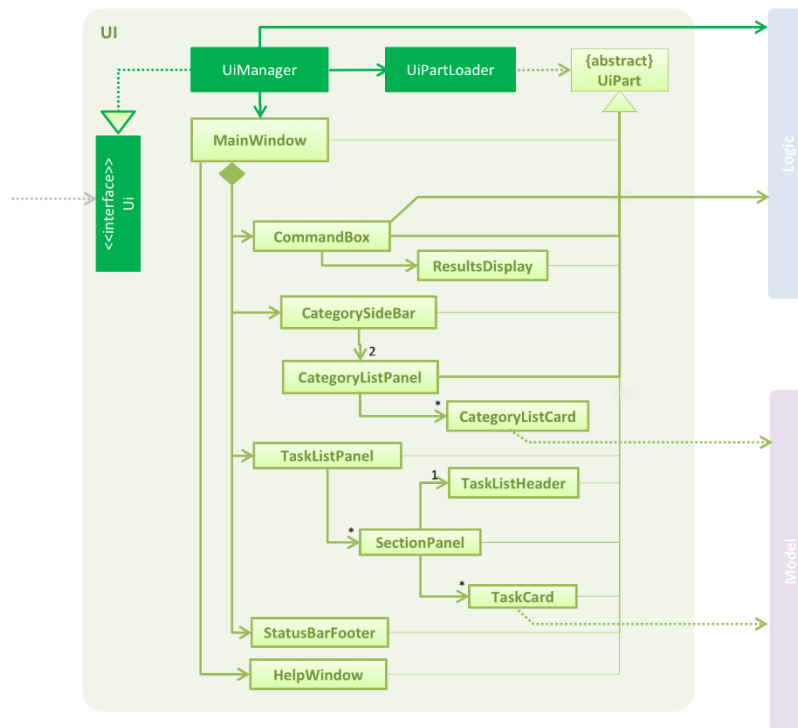 UI
UiManager
UiPartLoader
{abstract}
UiPart
Logic
<<interface>>
Ui
MainWindow
CommandBox
ResultsDisplay
CategorySideBar
2
CategoryListPanel
*
CategoryListCard
TaskListPanel
1
TaskListHeader
*
SectionPanel
Model
*
TaskCard
StatusBarFooter
HelpWindow